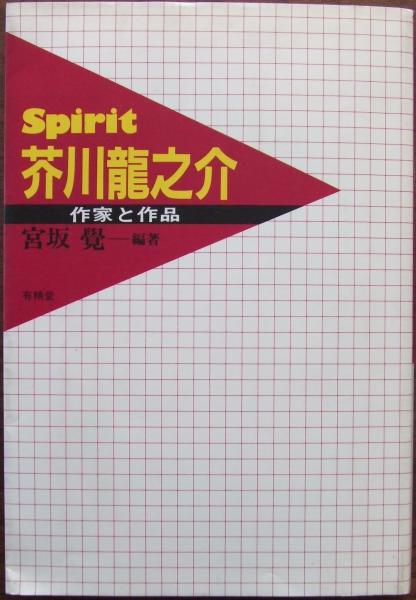 Spirit
芥川龍之介
作家と作品
宮坂 覺―編著
有精堂